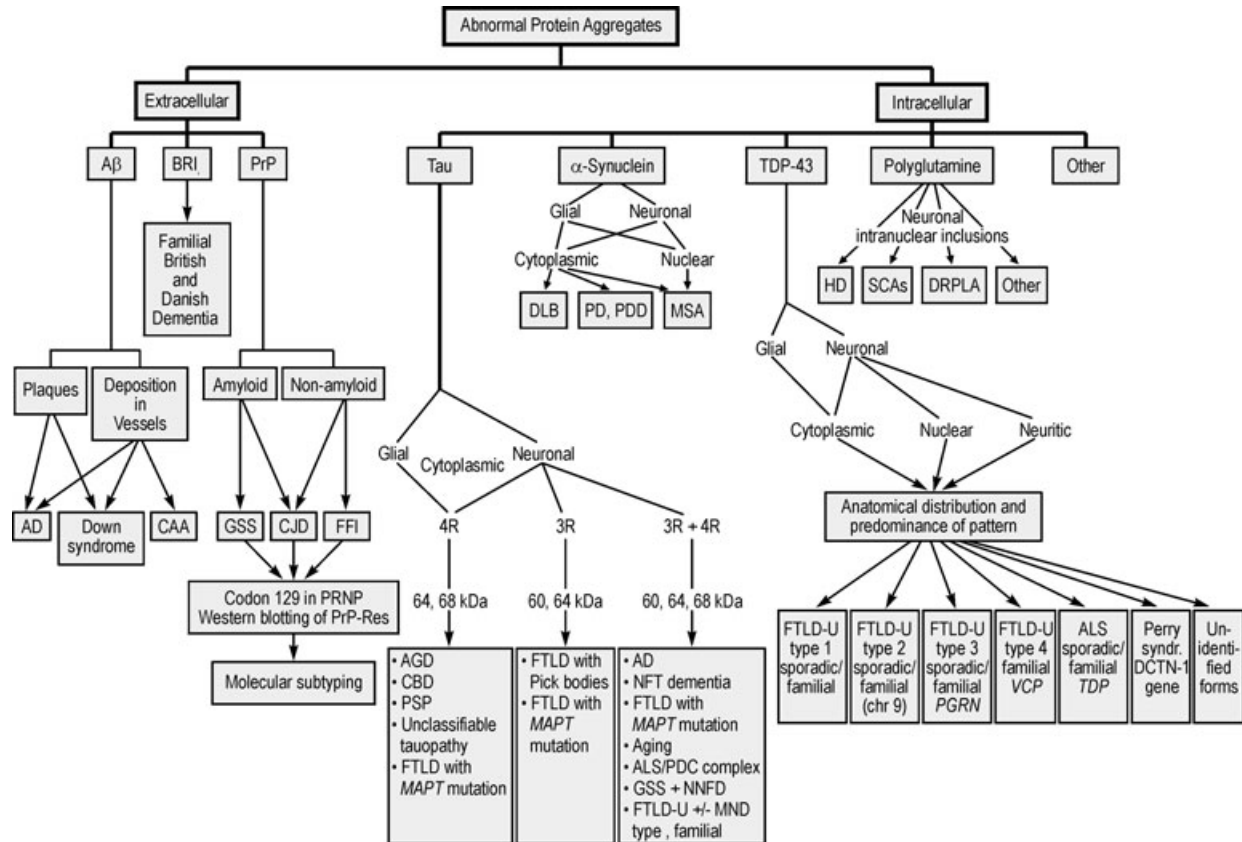 Abnormal Protein Aggregates
Extracellular
Intracellular
Aβ
BRI,
PrP
Tau
α-Synuclein
TDP-43
Polyglutamine
Other
Familial
British
and
Danish
Dementia
Glial
Neuronal
Cytoplasmic
Nuclear
DLB
PD, PDD
MSA
Neuronal
intranuclear inclusions
HD
SCAs
DRPLA
Other
Plaques
Deposition
in
Vessels
Amyloid
Non-amyloid
AD
Down
syndrome
CAA
GSS
CJD
FFI
Codon 129 in PRNP
Western blotting of PrP-Res
Molecular subtyping
Glial
Cytoplasmic
Neuronal
4R
3R
3R + 4R
64, 68 kDa
60, 64 kDa
60, 64, 68 kDa
• AGD
• CBD
• PSP
• Unclassifiable
tauopathy
• FTLD with
MAPT mutation
• FTLD with
Pick bodies
• FTLD with
MAPT
mutation
• AD
• NFT dementia
• FTLD with
MAPT mutation
• Aging
• ALS/PDC complex
• GSS + NNFD
• FTLD-U +/- MND
type , familial
Glial
Neuronal
Cytoplasmic
Nuclear
Neuritic
Anatomical distribution and
predominance of pattern
FTLD-U
type 1
sporadic/
familial
FTLD-U
type 2
sporadic/
familial
(chr 9)
FTLD-U
type 3
sporadic/
familial
PGRN
FTLD-U
type 4
familial
VCP
ALS
sporadic/
familial
TDP
Perry
syndr.
DCTN-1
gene
Un-
identified
forms